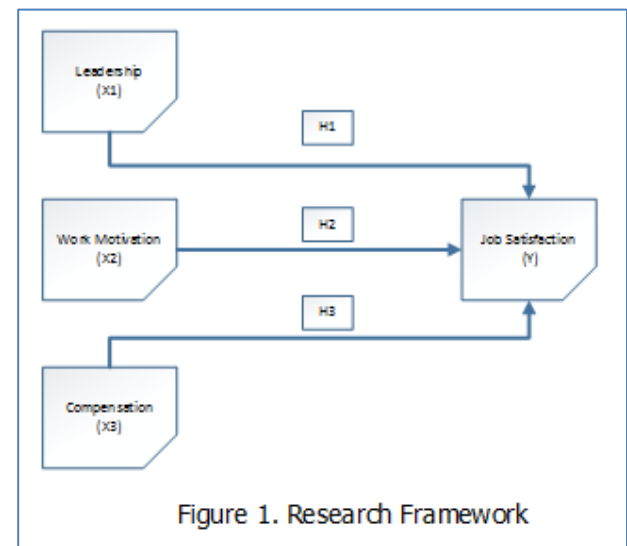 Leadership
(X1)
H1
Work Motivation
(X2)
H2
Job Satisfaction
(Y)
H3
Compensation
(X3)
Figure 1. Research Framework